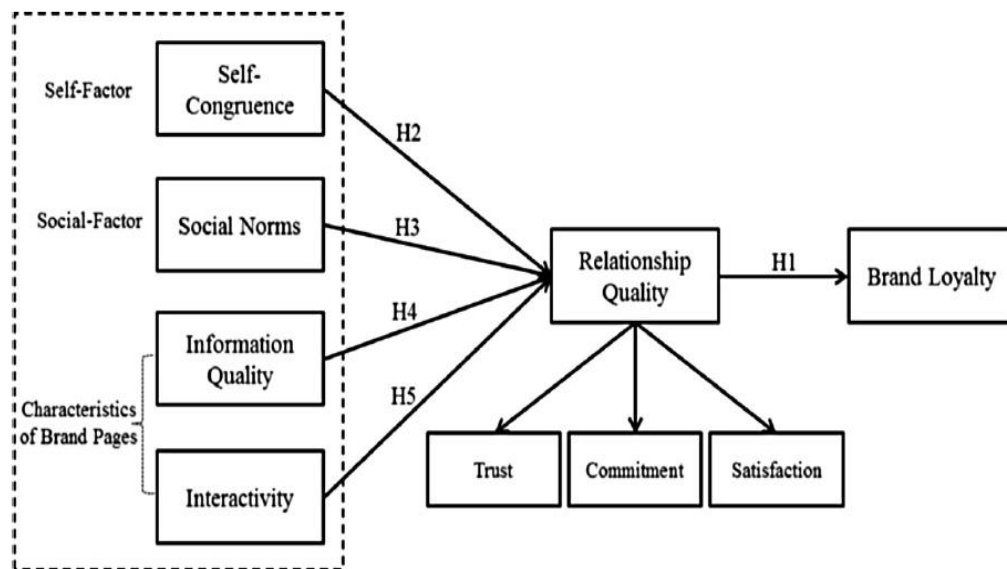 Self-Factor
Self-
Congruence
H2
Social-Factor
Social Norms
H3
Relationship
Quality
H1
Brand Loyalty
Information
Quality
H4
Characteristics
of Brand Pages
H5
Interactivity
Trust
Commitment
Satisfaction